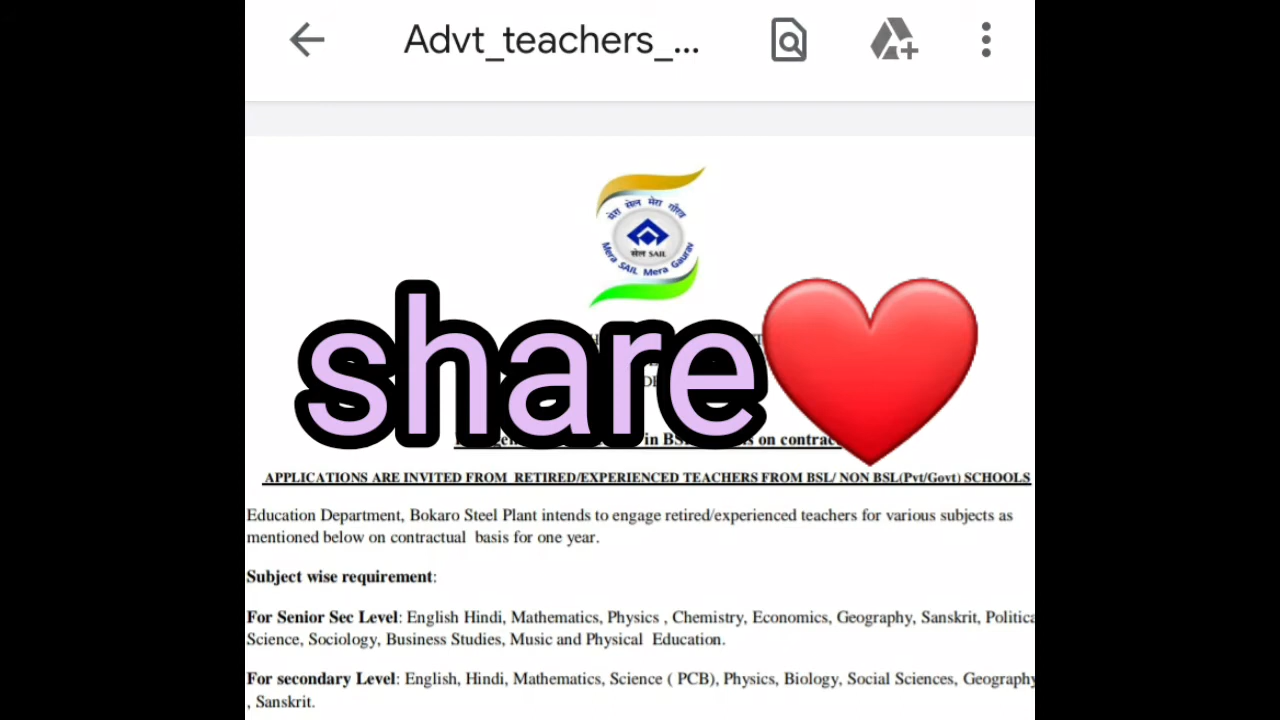 Advt_teachers_...
मेरा सेल मेरा गौरव
सेल SAIL
Mera SAIL Mera Gaurav
share
in on contrac
APPLICATIONS ARE INVITED FROM RETIRED/EXPERIENCED TEACHERS FROM BSL/ NON BSL(Pvt/Govt) SCHOOLS
Education Department, Bokaro Steel Plant intends to engage retired/experienced teachers for various subjects as
mentioned below on contractual basis for one year.
Subject wise requirement:
For Senior Sec Level: English Hindi, Mathematics, Physics , Chemistry, Economics, Geography, Sanskrit, Politica
Science, Sociology, Business Studies, Music and Physical Education.
For secondary Level: English, Hindi, Mathematics, Science ( PCB), Physics, Biology, Social Sciences, Geography
, Sanskrit.